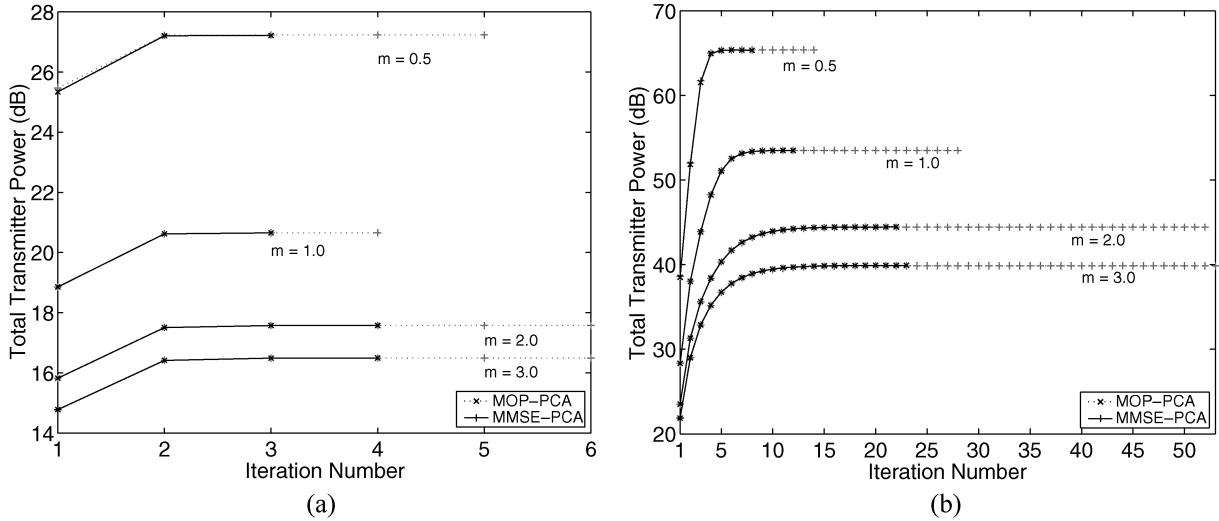 28
26
24
22
20
18
16
14
Total Transmitter Power (dB)
m = 0.5
m = 1.0
m = 2.0
m = 3.0
MOP–PCA
MMSE–PCA
1 2 3 4 5 6
Iteration Number
(a)
70
60
50
40
30
20
Total Transmitter Power (dB)
m = 0.5
m = 1.0
m = 2.0
m = 3.0
MOP–PCA
MMSE–PCA
1 5 10 15 20 25 30 35 40 45 50
Iteration Number
(b)